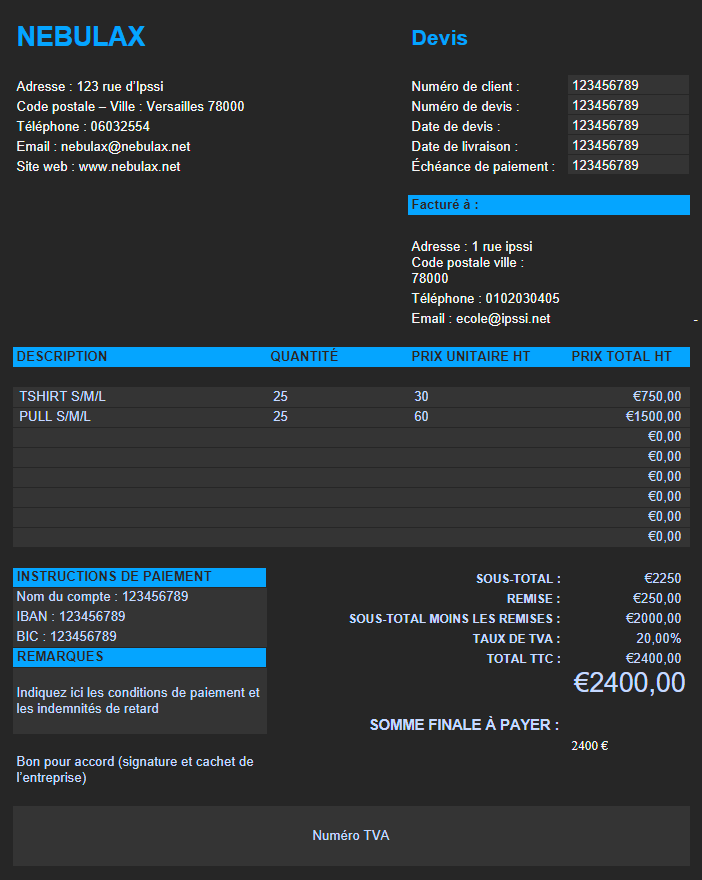 NEBULAX
Devis
Adresse : 123 rue d'Ipssi
Code postale – Ville : Versailles 78000
Téléphone : 06032554
Email : nebulax@nebulax.net
Site web : www.nebulax.net
Numéro de client : 123456789
Numéro de devis : 123456789
Date de devis : 123456789
Date de livraison : 123456789
Échéance de paiement : 123456789
Facturé à :
Adresse : 1 rue ipssi
Code postale ville :
78000
Téléphone : 0102030405
Email : ecole@ipssi.net
-
DESCRIPTION QUANTITÉ PRIX UNITAIRE HT PRIX TOTAL HT
TSHIRT S/M/L 25 30 €750,00
PULL S/M/L 25 60 €1500,00
€0,00
€0,00
€0,00
€0,00
€0,00
€0,00
INSTRUCTIONS DE PAIEMENT
Nom du compte : 123456789
IBAN : 123456789
BIC : 123456789
REMARQUES
Indiquez ici les conditions de paiement et
les indemnités de retard
Bon pour accord (signature et cachet de
l'entreprise)
SOUS-TOTAL : €2250
REMISE : €250,00
SOUS-TOTAL MOINS LES REMISES : €2000,00
TAUX DE TVA : 20,00%
TOTAL TTC : €2400,00
€2400,00
SOMME FINALE À PAYER :
2400 €
Numéro TVA